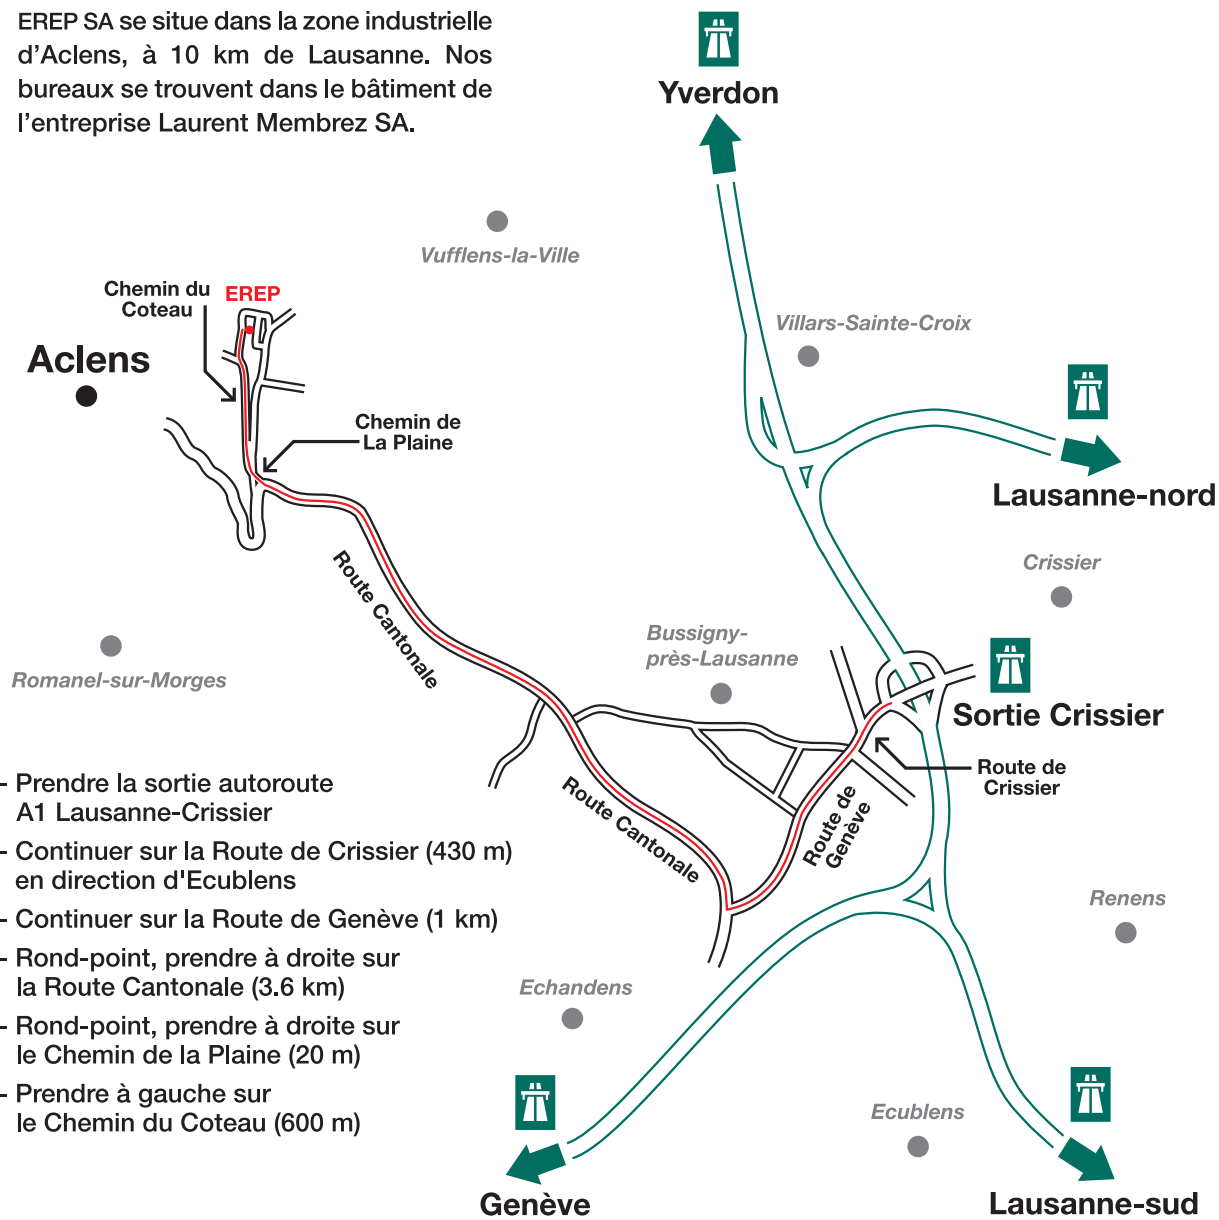 EREP SA se situe dans la zone industrielle
d’Aclens, à 10 km de Lausanne. Nos
bureaux se trouvent dans le bâtiment de
l’entreprise Laurent Membrez SA.
Yverdon
Vufflens-la-Ville
Chemin du
Coteau
EREP
Villars-Sainte-Croix
Aclens
Chemin de
La Plaine
Lausanne-nord
Crissier
Route Cantonale
Bussigny-
près-Lausanne
Romanel-sur-Morges
Sortie Crissier
Route de
Crissier
Route Cantonale
Route de
Genève
- Prendre la sortie autoroute
A1 Lausanne-Crissier
- Continuer sur la Route de Crissier (430 m)
en direction d'Ecublens
- Continuer sur la Route de Genève (1 km)
- Rond-point, prendre à droite sur
la Route Cantonale (3.6 km)
- Rond-point, prendre à droite sur
le Chemin de la Plaine (20 m)
- Prendre à gauche sur
le Chemin du Coteau (600 m)
Renens
Echandens
Ecublens
Genève
Lausanne-sud